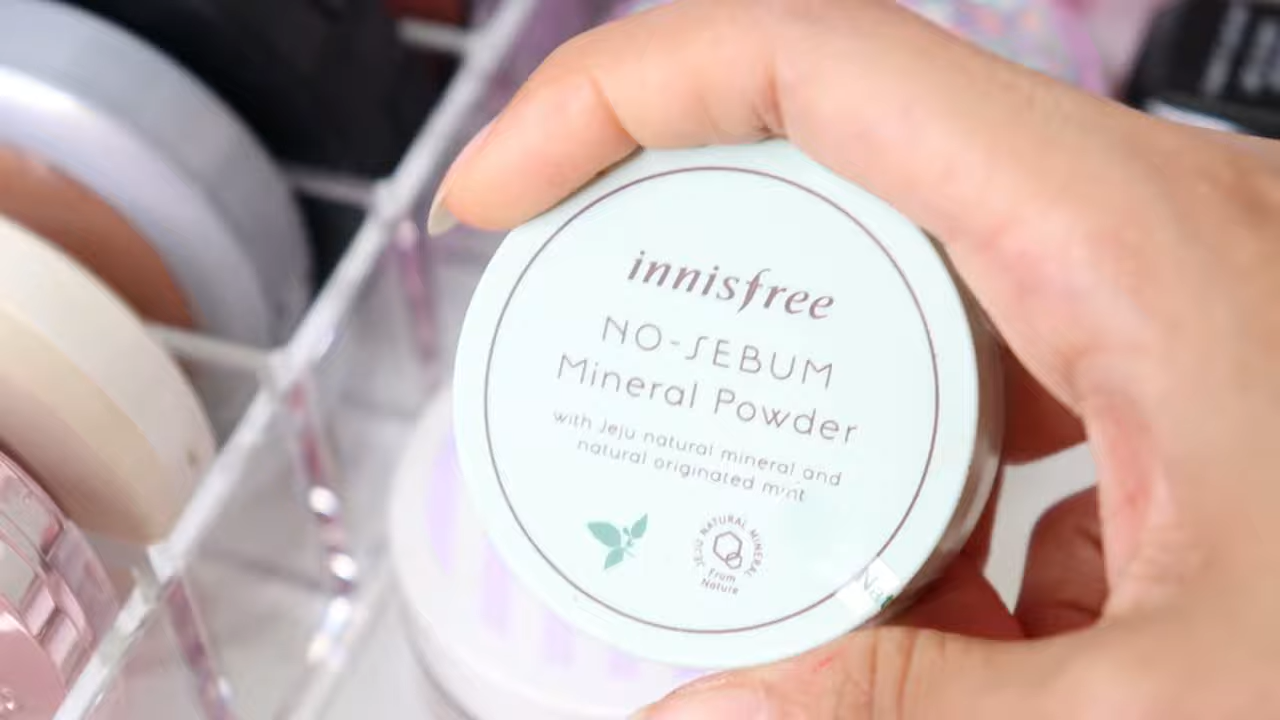 innisfree
NO-SEBUM
Mineral Powder
with Jeju natural mineral and
natural originated mint
JEJU NATURAL MINERAL
from
Nature